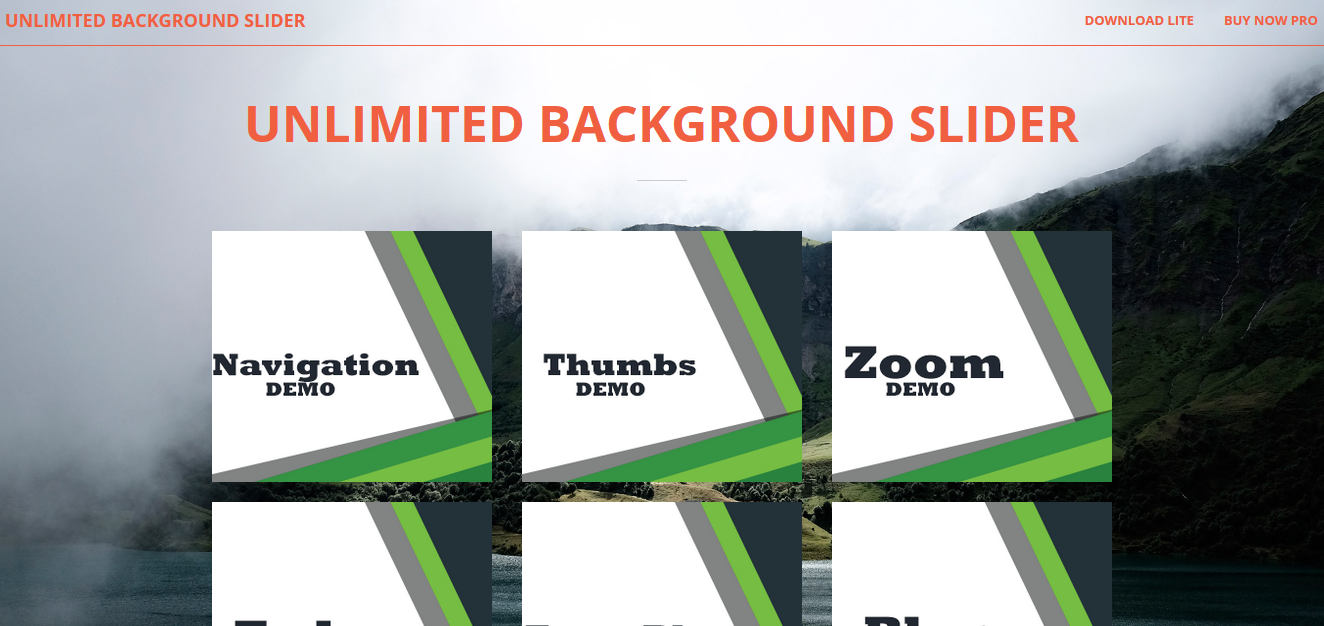 UNLIMITED BACKGROUND SLIDER
DOWNLOAD LITE
BUY NOW PRO
UNLIMITED BACKGROUND SLIDER
Navigation
DEMO
Thumbs
DEMO
Zoom
DEMO